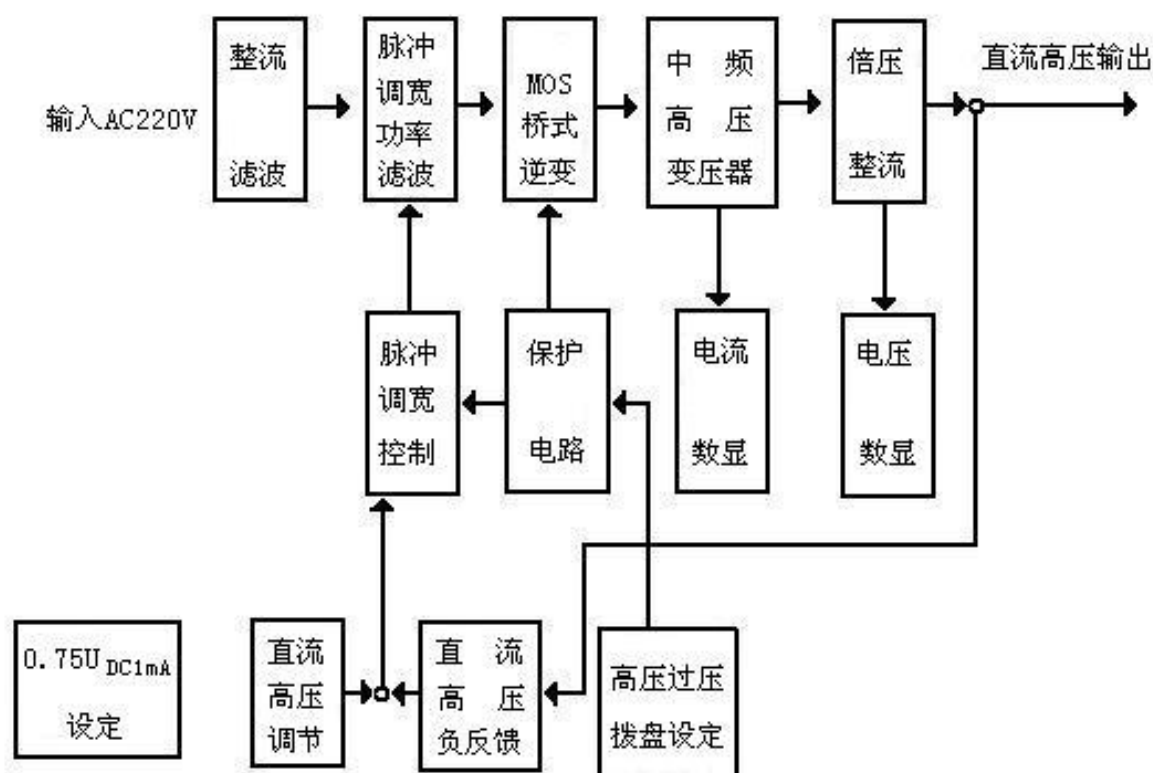 输入AC220V
整流
滤波
脉冲
调宽
功率
滤波
MOS
桥式
逆变
中 频
高 压
变压器
倍压
整流
直流高压输出
脉冲
调宽
控制
保护
电路
电流
数显
电压
数显
0.75U DC1mA
设定
直流
高压
调节
直 流
高 压
负反馈
高压过压
拨盘设定